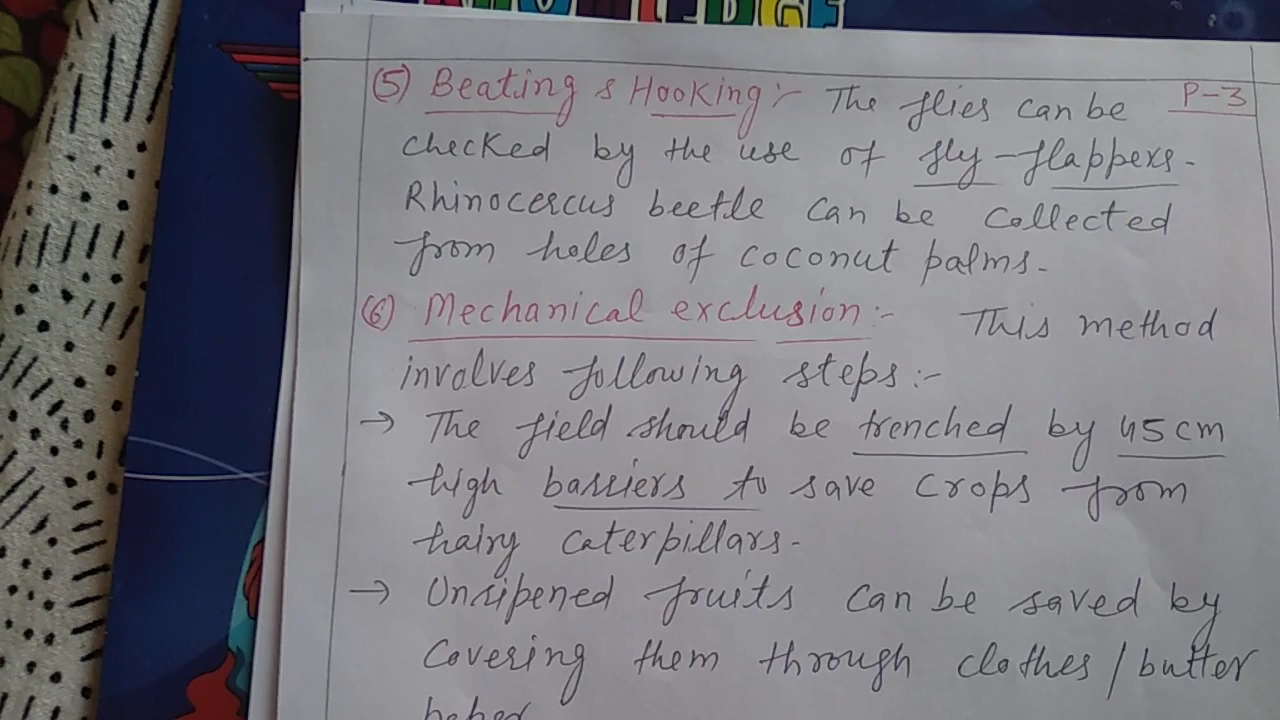 KNOWLEDGE
P-3
(5) Beating & Hooking:- The flies can be
checked by the use of fly-flappers.
Rhinocercus beetle can be collected
from holes of coconut palms.
(6) Mechanical exclusion:- This method
involves following steps:-
→ The field should be trenched by 45cm
high barriers to save crops from
hairy caterpillars.
→ Unripened fruits can be saved by
covering them through clothes/butter
paper